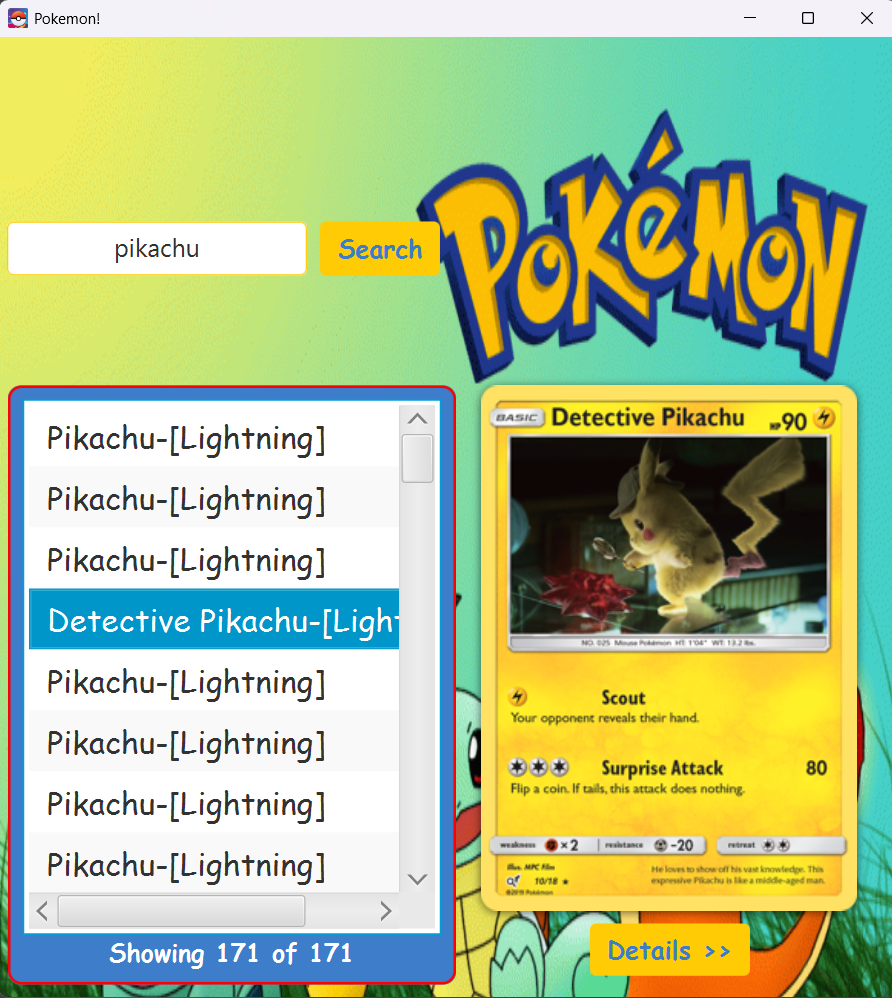 Pokemon!
POKéMON
pikachu
Search
Pikachu-[Lightning]
Pikachu-[Lightning]
Pikachu-[Lightning]
Detective Pikachu-[Light
Pikachu-[Lightning]
Pikachu-[Lightning]
Pikachu-[Lightning]
Pikachu-[Lightning]
Showing 171 of 171
BASIC Detective Pikachu HP 90
NO. 025 Mouse Pokémon HT: 1'04" WT: 13.2 lbs.
Scout
Your opponent reveals their hand.
Surprise Attack 80
Flip a coin. If tails, this attack does nothing.
weakness ×2 resistance -20 retreat
Illus. MPC Film
10/18
©2019 Pokémon
He loves to show off his vast knowledge. This
expressive Pikachu is like a middle-aged man.
Details >>